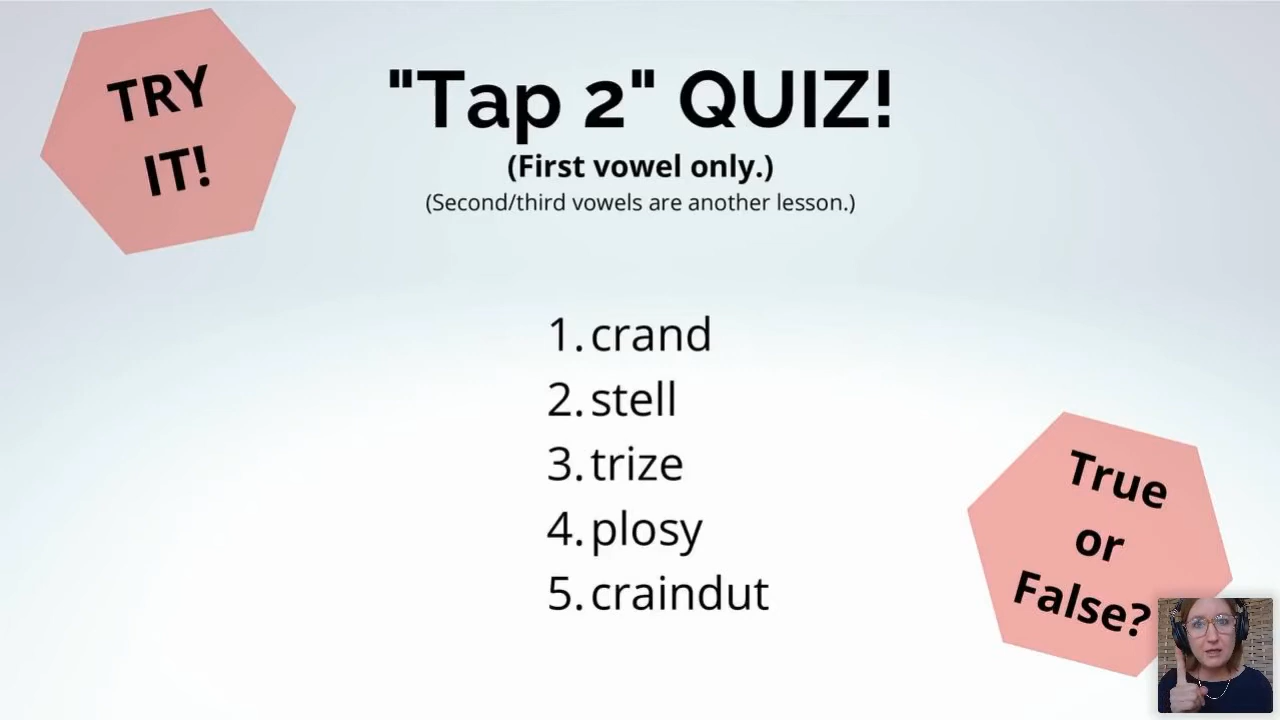 TRY
IT!
"Tap 2" QUIZ!
(First vowel only.)
(Second/third vowels are another lesson.)
1. crand
2. stell
3. trize
4. plosy
5. craindut
True
or
False?